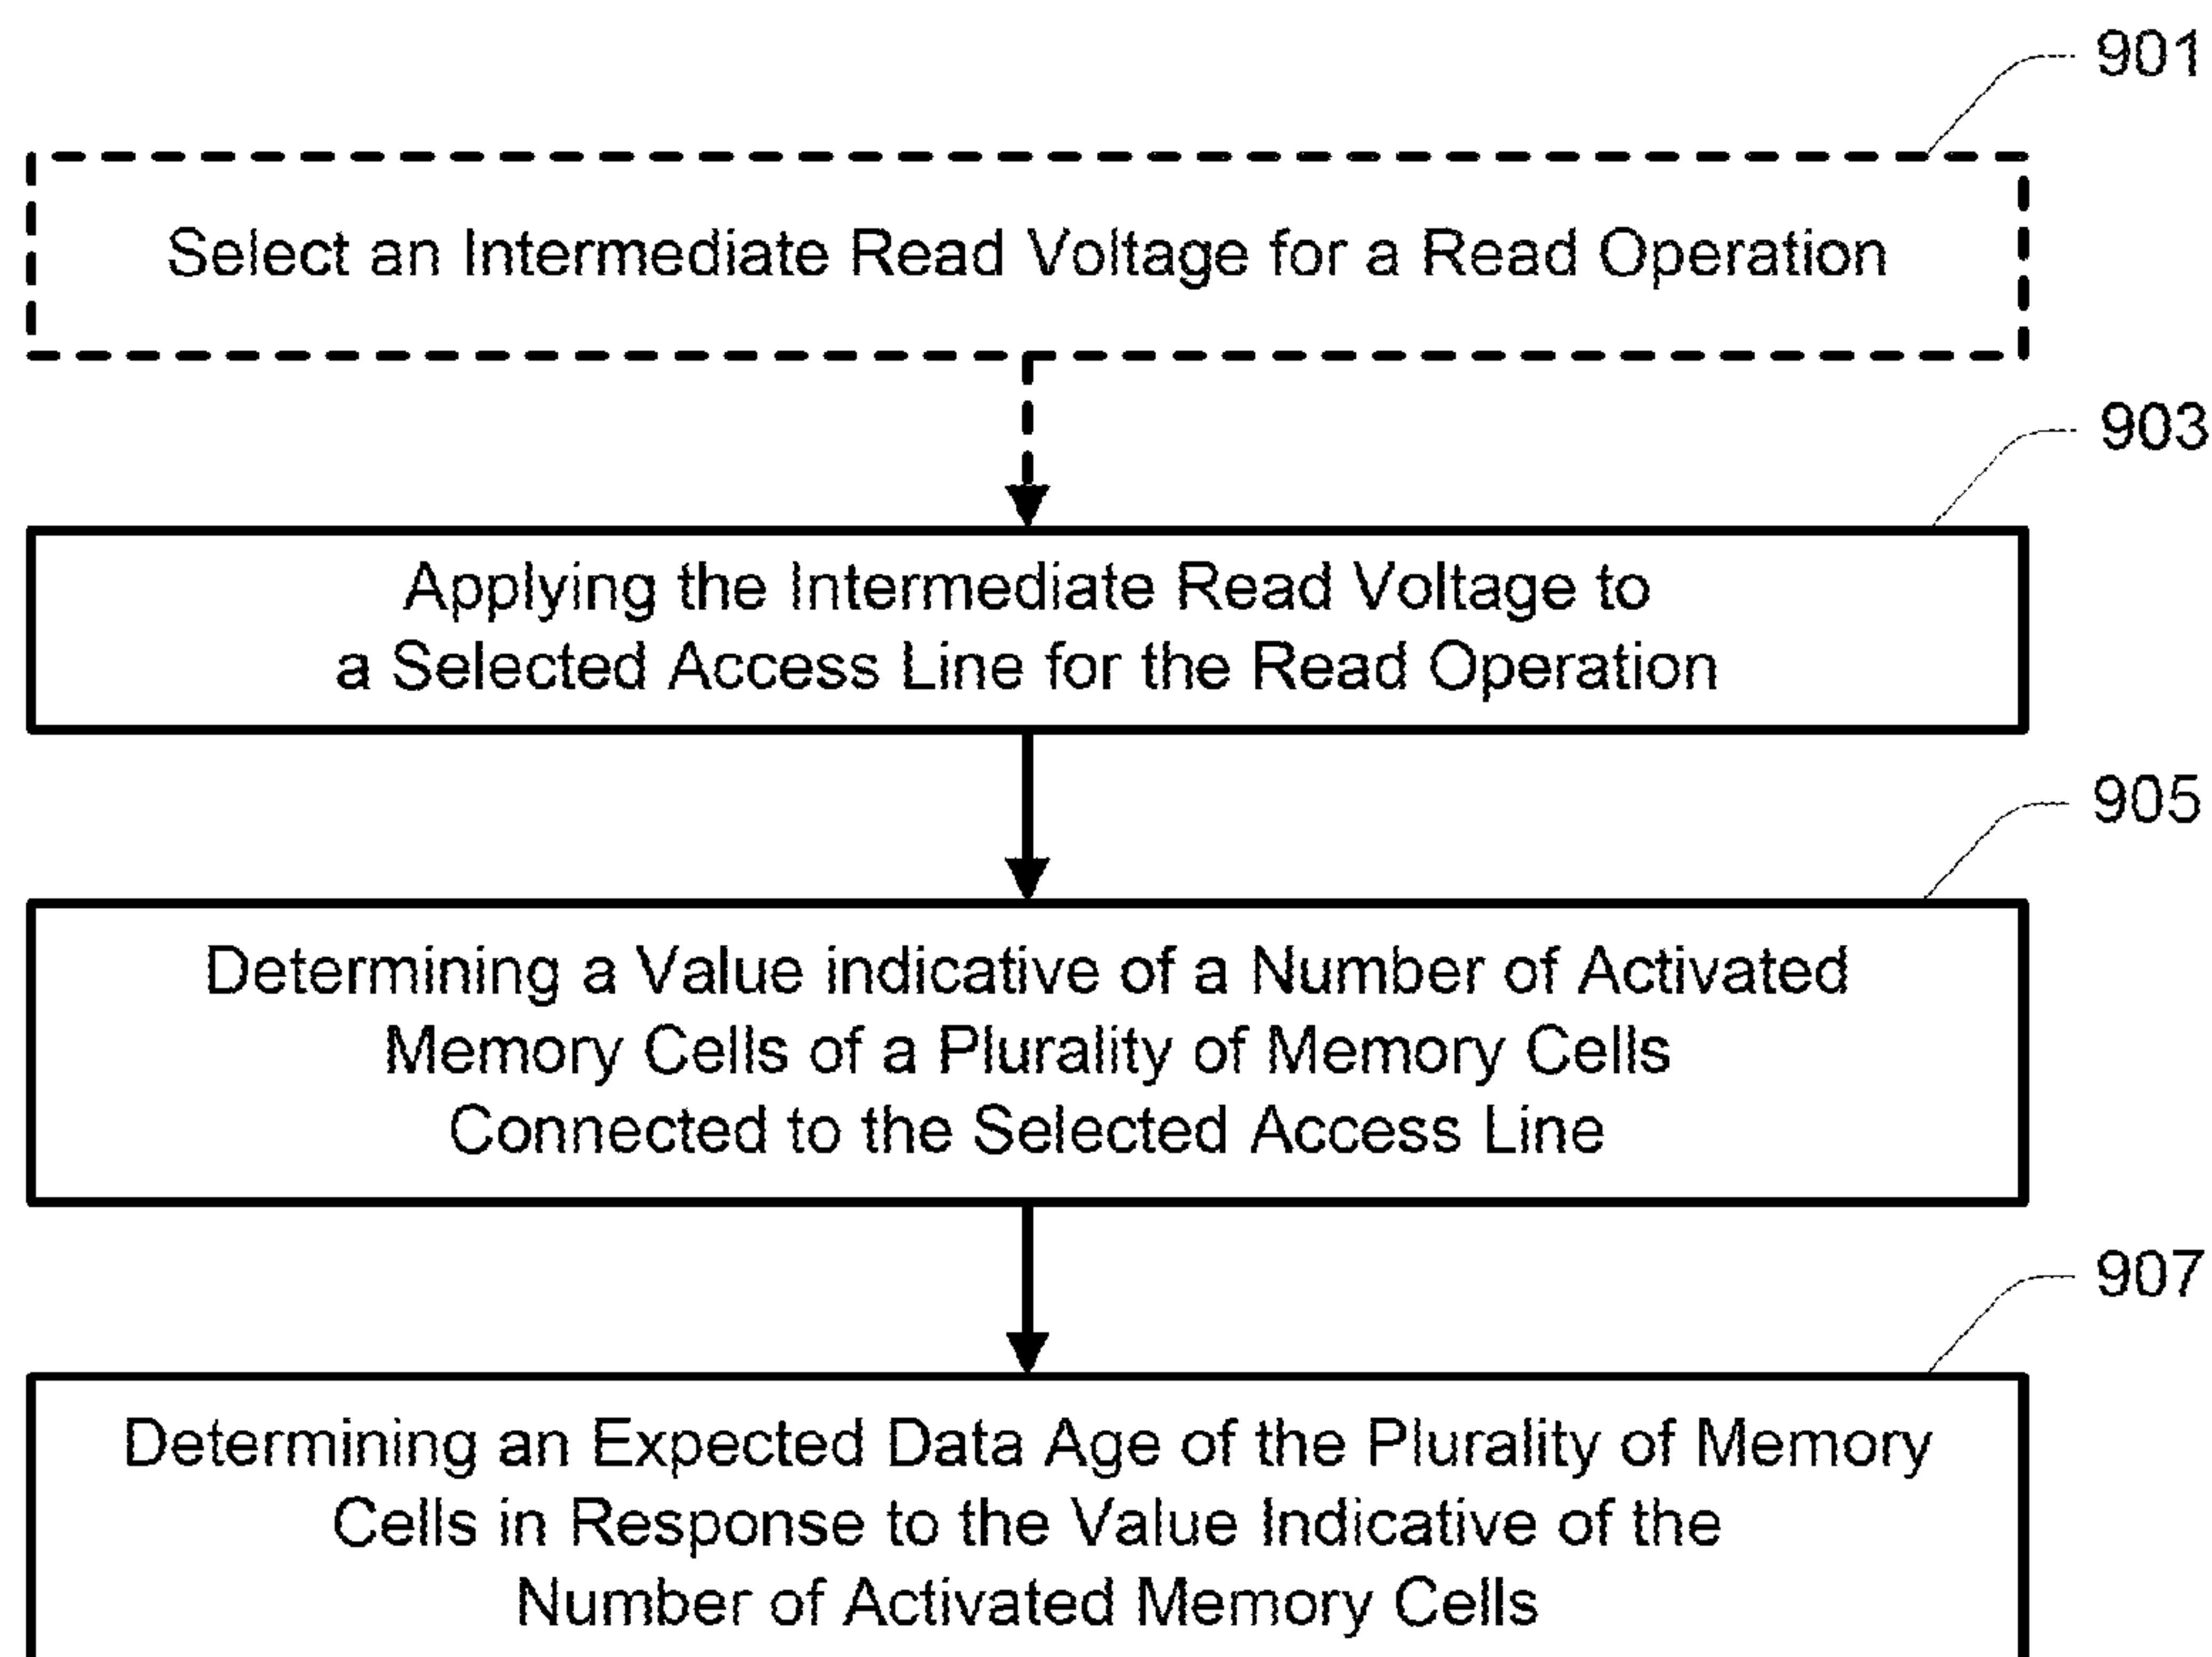 901
Select an Intermediate Read Voltage for a Read Operation
903
Applying the Intermediate Read Voltage to
a Selected Access Line for the Read Operation
905
Determining a Value indicative of a Number of Activated
Memory Cells of a Plurality of Memory Cells
Connected to the Selected Access Line
907
Determining an Expected Data Age of the Plurality of Memory
Cells in Response to the Value Indicative of the
Number of Activated Memory Cells